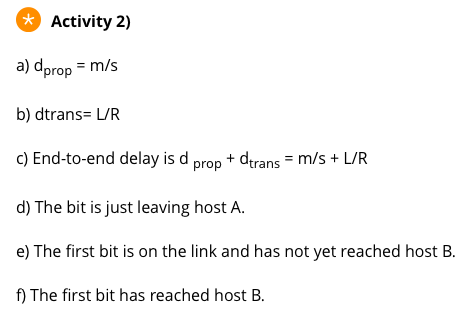 Activity 2)
a) dprop = m/s
b) dtrans= L/R
c) End-to-end delay is d prop + dtrans = m/s + L/R
d) The bit is just leaving host A.
e) The first bit is on the link and has not yet reached host B.
f) The first bit has reached host B.